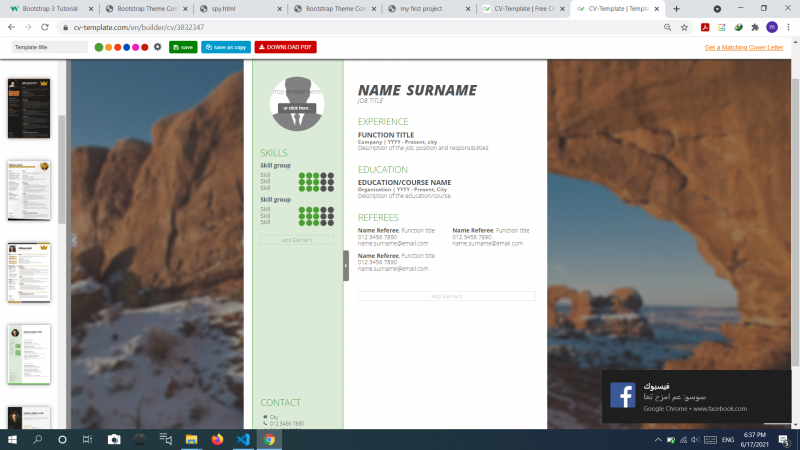 Bootstrap 3 Tutorial
Bootstrap Theme Con
spy.html
Bootstrap Theme Con
my first project
CV-Template | Free C
CV-Template | Templ
cv-template.com/en/builder/cv/3832347
Template title
save
save as copy
DOWNLOAD PDF
Get a Matching Cover Letter
drop image here
or click here..
NAME SURNAME
JOB TITLE
EXPERIENCE
FUNCTION TITLE
Company | YYYY - Present, city
Description of the job, position and responsibilities.
EDUCATION
EDUCATION/COURSE NAME
Organization | YYYY - Present, City
Description of the education/course.
REFEREES
Name Referee, Function title
012 3456 7890
name.surname@email.com
Name Referee, Function title
012 3456 7890
name.surname@email.com
Name Referee, Function title
012 3456 7890
name.surname@email.com
Add Element
SKILLS
Skill group
Skill
Skill
Skill
Skill group
Skill
Skill
Skill
Add Element
CONTACT
City
012 3456 7890
فيسبوك
سوسو: عم امزح تعا
Google Chrome • www.facebook.com
ENG
6:37 PM
6/17/2021